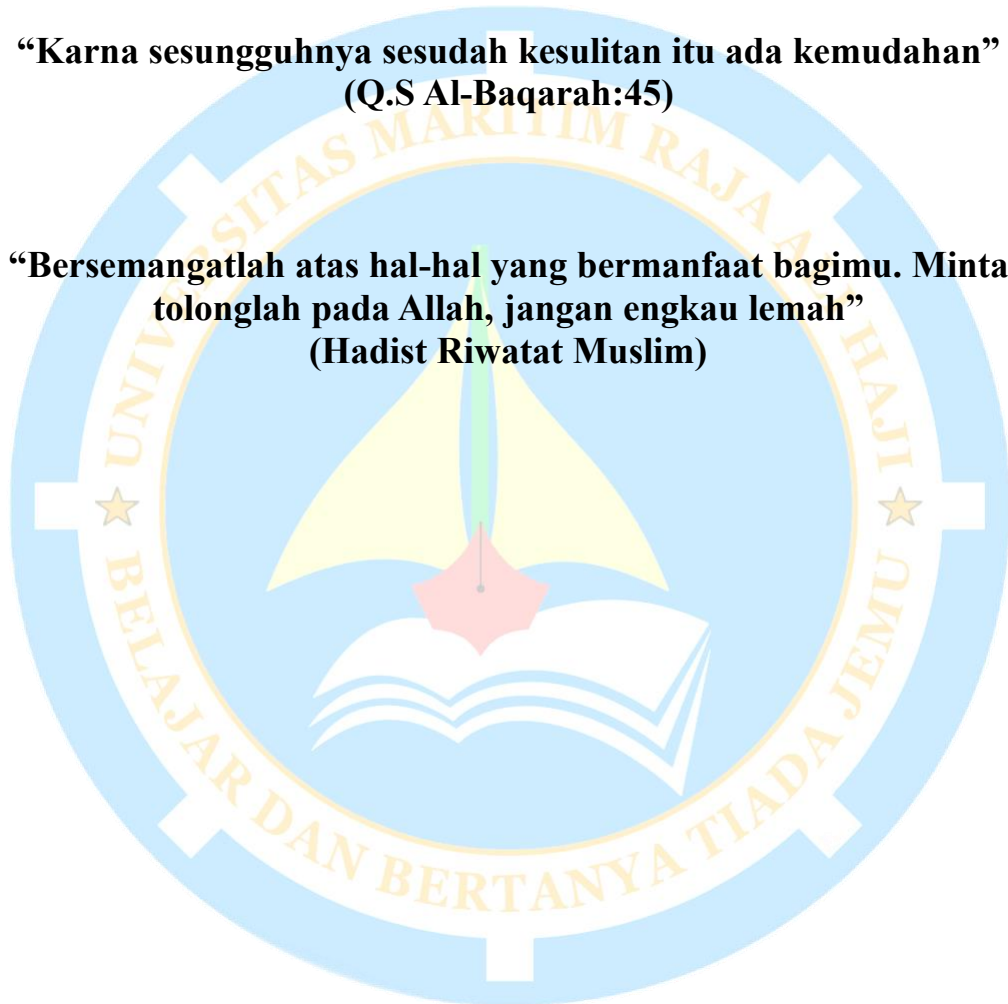 “Karna sesungguhnya sesudah kesulitan itu ada kemudahan”
(Q.S Al-Baqarah:45)
UNIVERSITAS MARITIM RAJA ALI HAJI
“Bersemangatlah atas hal-hal yang bermanfaat bagimu. Minta
tolonglah pada Allah, jangan engkau lemah”
(Hadist Riwatat Muslim)
BELAJAR DAN BERTANYA TIADA JEMU